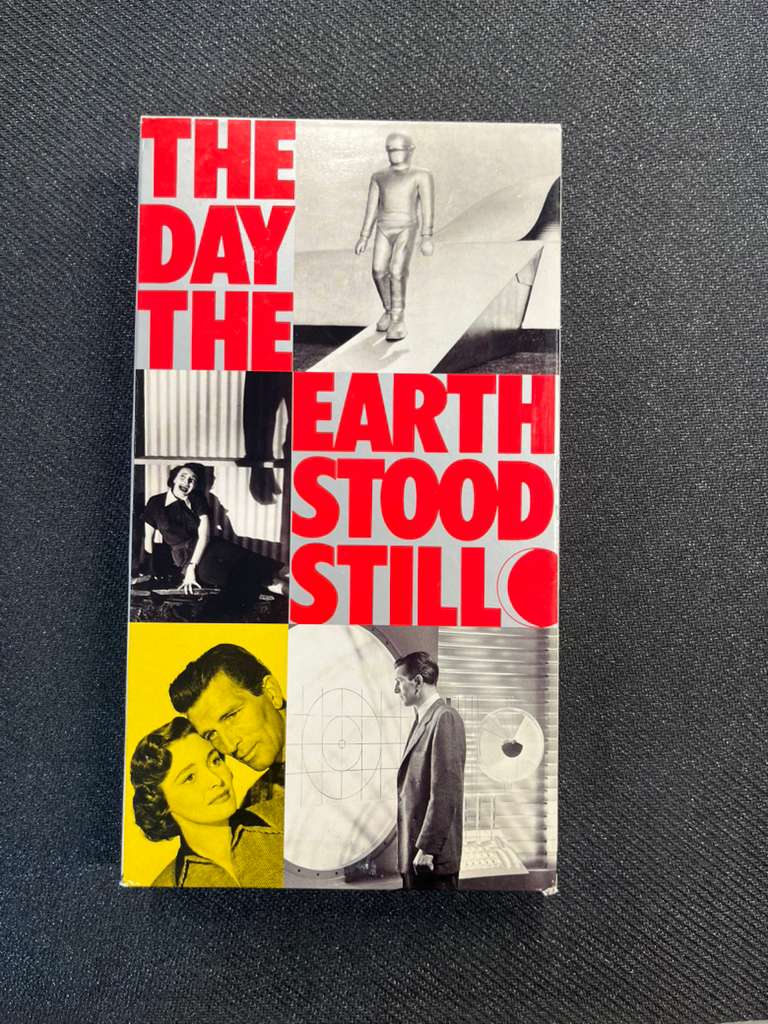 THE
DAY
THE
EARTH
STOOD
STILL